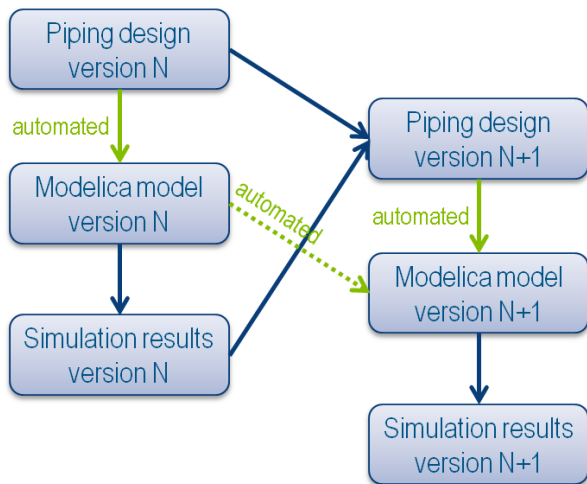 Piping design
version N
automated
Modelica model
version N
Simulation results
version N
automated
Piping design
version N+1
automated
Modelica model
version N+1
Simulation results
version N+1